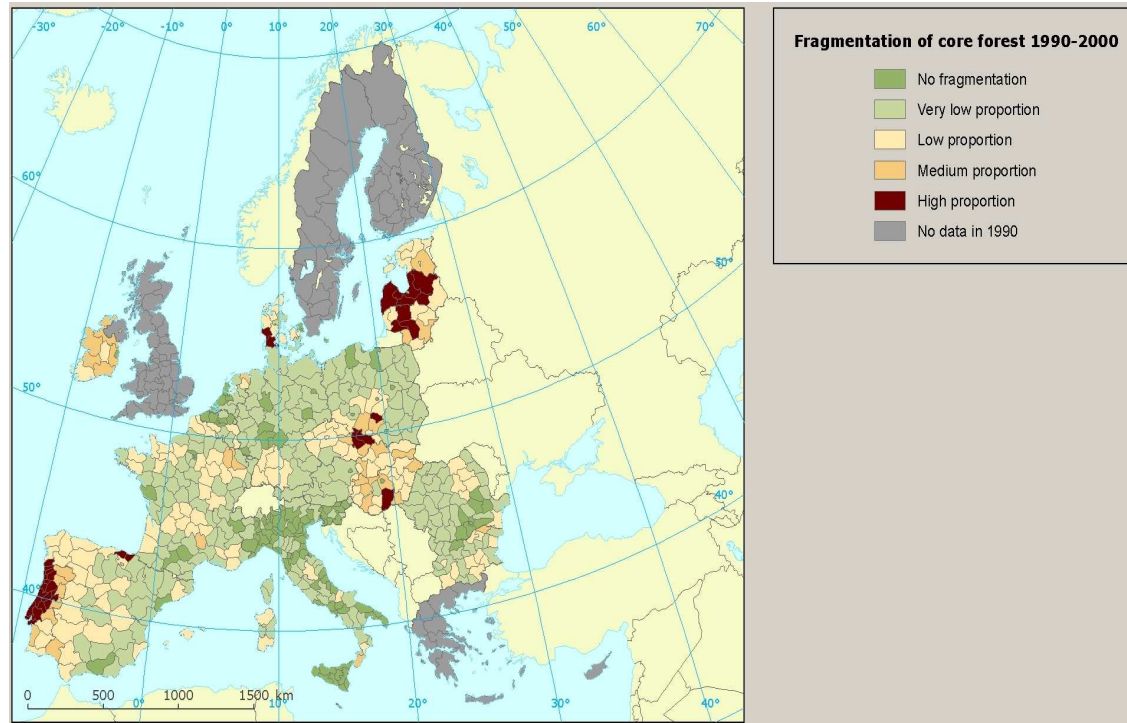 -30° -20° -10° 0° 10° 20° 30° 40° 50° 60° 70°
60°
50°
50°
40°
40°
0 500 1000 1500 km
0° 20° 30° 40°
Fragmentation of core forest 1990-2000
No fragmentation
Very low proportion
Low proportion
Medium proportion
High proportion
No data in 1990